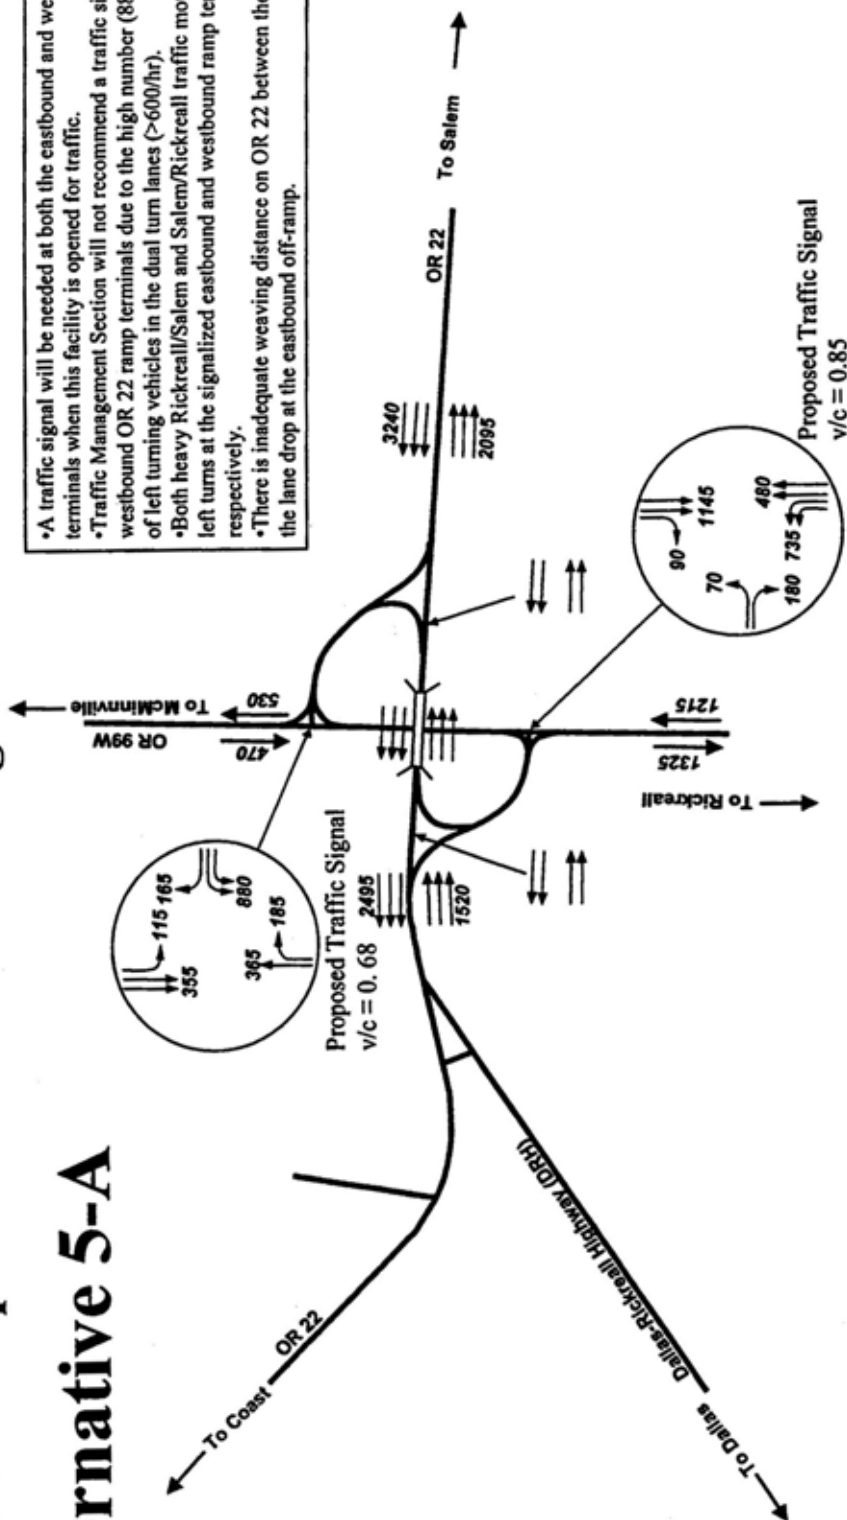 rnative 5-A
•A traffic signal will be needed at both the eastbound and we
terminals when this facility is opened for traffic.
•Traffic Management Section will not recommend a traffic si
westbound OR 22 ramp terminals due to the high number (88
of left turning vehicles in the dual turn lanes (>600/hr).
•Both heavy Rickreall/Salem and Salem/Rickreall traffic mo
left turns at the signalized eastbound and westbound ramp te
respectively.
•There is inadequate weaving distance on OR 22 between the
the lane drop at the eastbound off-ramp.
To McMinnville
OR 99W
530
470
115 165
355
880
365 185
Proposed Traffic Signal
v/c = 0. 68
2495
1520
3240
2095
OR 22
To Salem
1215
1325
To Rickreall
90
1145
70
180
735
480
Proposed Traffic Signal
v/c = 0.85
OR 22
To Coast
Dallas-Rickreall Highway (DRH)
To Dallas